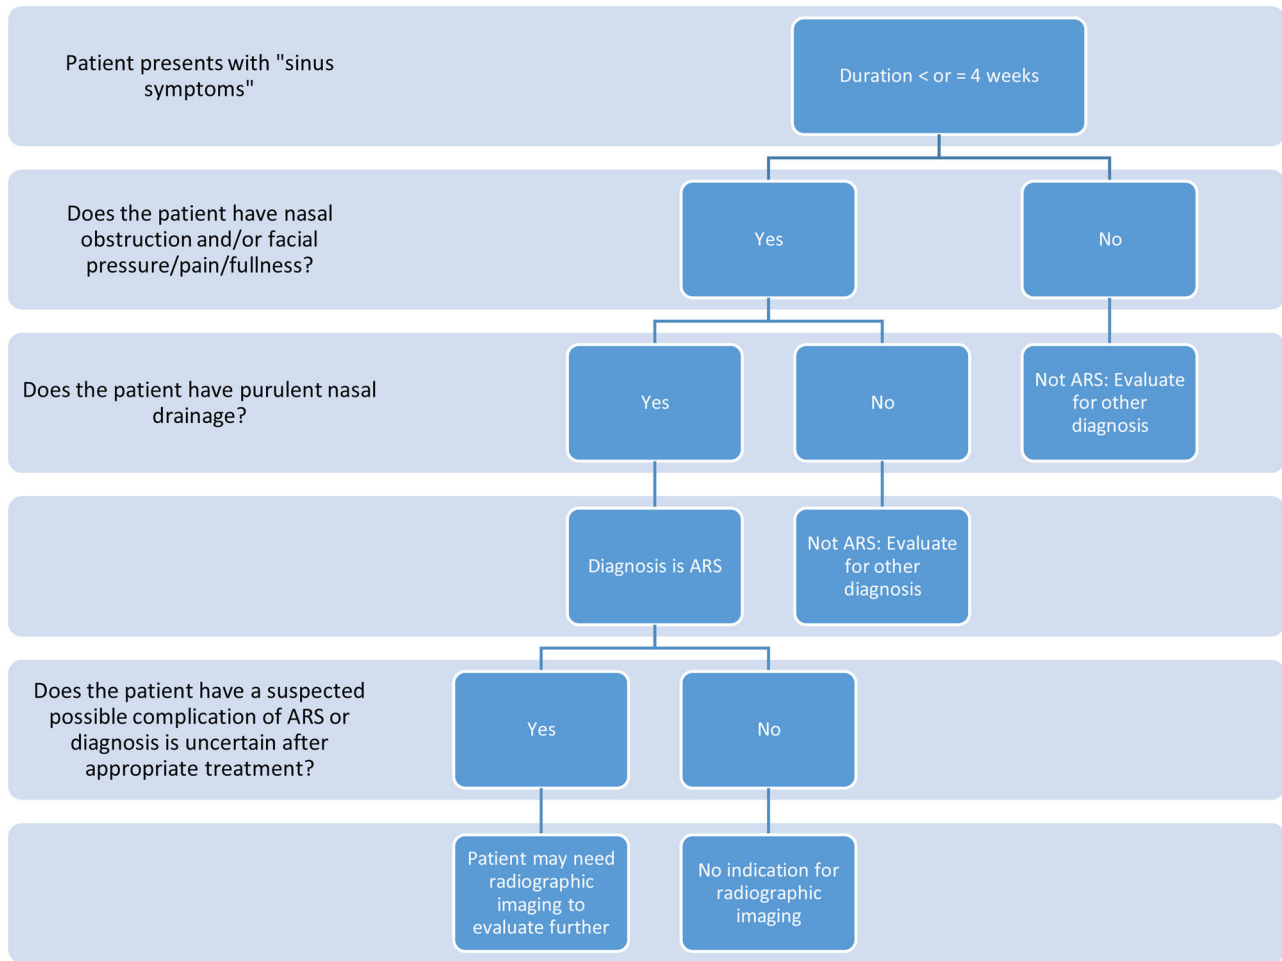 Patient presents with "sinus
symptoms"
Duration < or = 4 weeks
Does the patient have nasal
obstruction and/or facial
pressure/pain/fullness?
Yes
No
Does the patient have purulent nasal
drainage?
Yes
No
Not ARS: Evaluate
for other
diagnosis
Diagnosis is ARS
Not ARS: Evaluate
for other
diagnosis
Does the patient have a suspected
possible complication of ARS or
diagnosis is uncertain after
appropriate treatment?
Yes
No
Patient may need
radiographic
imaging to
evaluate further
No indication for
radiographic
imaging